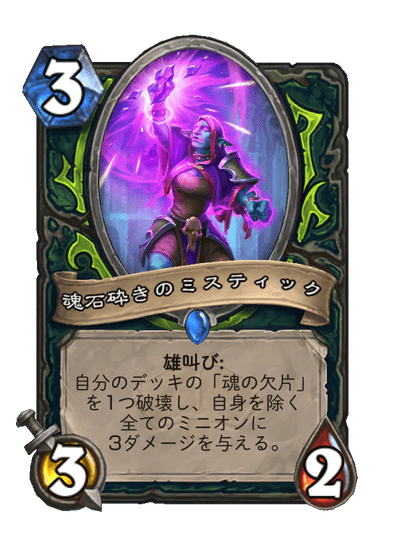 3
魂石砕きのミスティック
雄叫び:
自分のデッキの「魂の欠片」
を1つ破壊し、自身を除く
全てのミニオンに
3ダメージを与える。
3
2